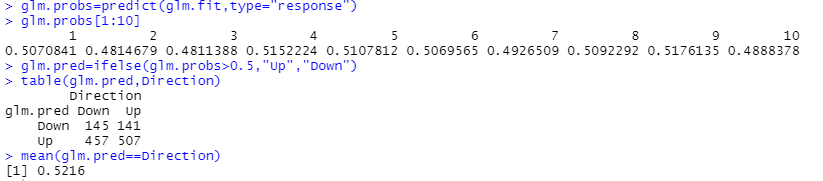 > glm.probs=predict(glm.fit,type="response")
> glm.probs[1:10]
        1         2         3         4         5         6         7         8         9        10
0.5070841 0.4814679 0.4811388 0.5152224 0.5107812 0.5069565 0.4926509 0.5092292 0.5176135 0.4888378
> glm.pred=ifelse(glm.probs>0.5,"Up","Down")
> table(glm.pred,Direction)
        Direction
glm.pred Down  Up
    Down  145 141
    Up    457 507
> mean(glm.pred==Direction)
[1] 0.5216